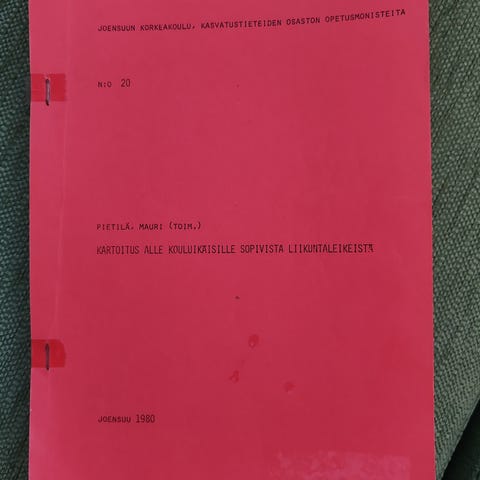 JOENSUUN KORKEAKOULU, KASVATUSTIETEIDEN OSASTON OPETUSMONISTEITA
N:O 20
PIETILÄ, MAURI (TOIM.)
KARTOITUS ALLE KOULUIKÄISILLE SOPIVISTA LIIKUNTALEIKEISTÄ
JOENSUU 1980